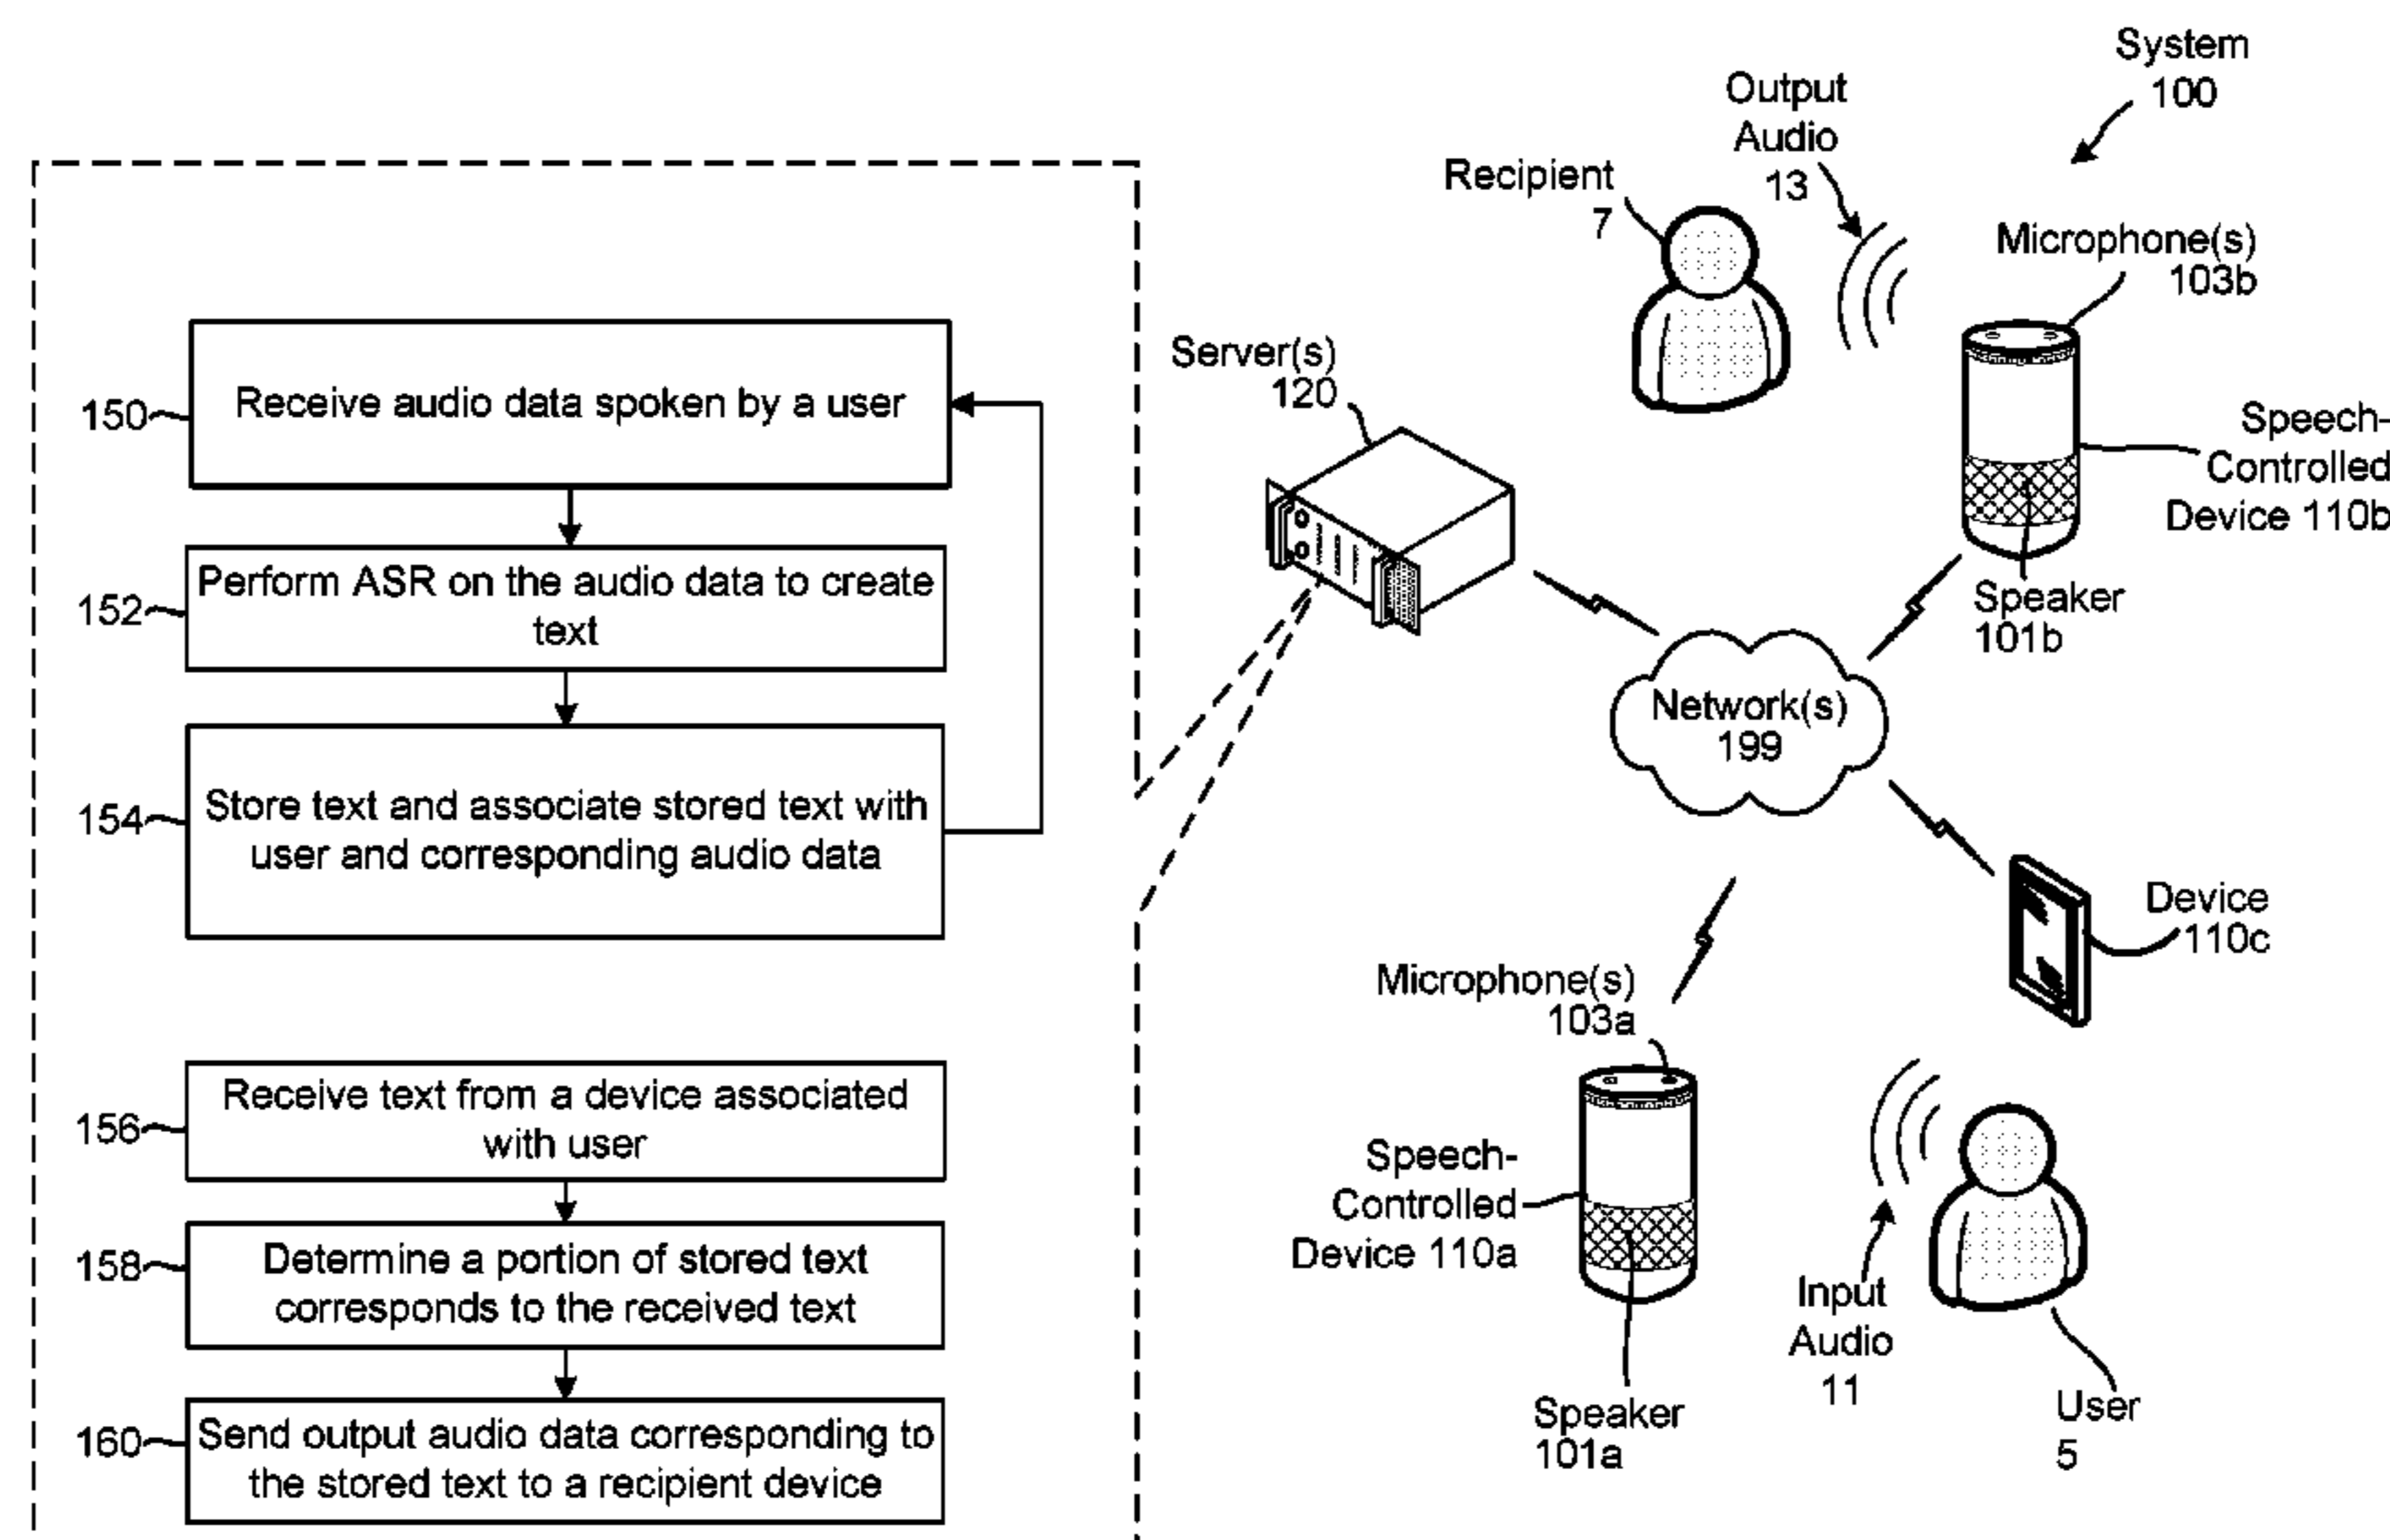 150
Receive audio data spoken by a user
152
Perform ASR on the audio data to create
text
154
Store text and associate stored text with
user and corresponding audio data
156
Receive text from a device associated
with user
158
Determine a portion of stored text
corresponds to the received text
160
Send output audio data corresponding to
the stored text to a recipient device
System
100
Output
Audio
13
Recipient
7
Microphone(s)
103b
Server(s)
120
Speech-
Controlled
Device 110b
Speaker
101b
Network(s)
199
Device
110c
Microphone(s)
103a
Speech-
Controlled
Device 110a
Input
Audio
11
Speaker
101a
User
5